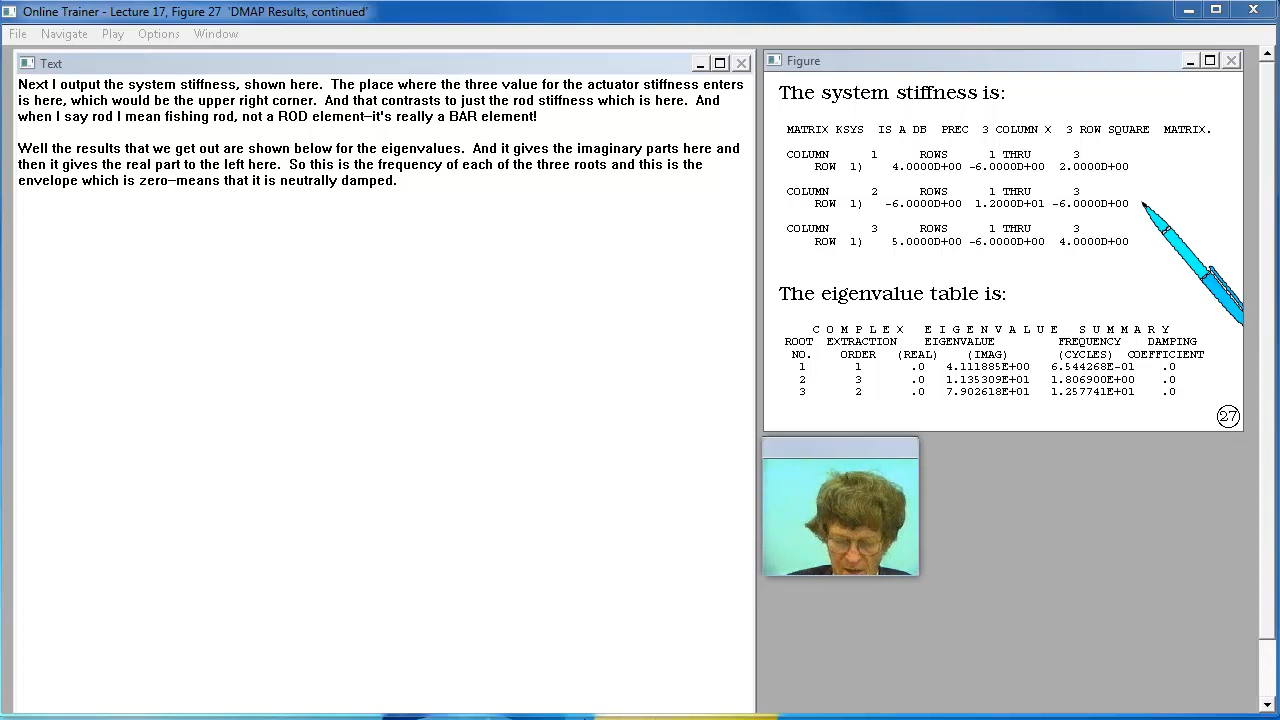 Online Trainer - Lecture 17, Figure 27 'DMAP Results, continued'
File Navigate Play Options Window
Text
Next I output the system stiffness, shown here. The place where the three value for the actuator stiffness enters
is here, which would be the upper right corner. And that contrasts to just the rod stiffness which is here. And
when I say rod I mean fishing rod, not a ROD element–it's really a BAR element!
Well the results that we get out are shown below for the eigenvalues. And it gives the imaginary parts here and
then it gives the real part to the left here. So this is the frequency of each of the three roots and this is the
envelope which is zero–means that it is neutrally damped.
Figure
The system stiffness is:
MATRIX KSYS IS A DB PREC 3 COLUMN X 3 ROW SQUARE MATRIX.
COLUMN 1 ROWS 1 THRU 3
ROW 1) 4.0000D+00 -6.0000D+00 2.0000D+00
COLUMN 2 ROWS 1 THRU 3
ROW 1) -6.0000D+00 1.2000D+01 -6.0000D+00
COLUMN 3 ROWS 1 THRU 3
ROW 1) 5.0000D+00 -6.0000D+00 4.0000D+00
The eigenvalue table is:
C O M P L E X E I G E N V A L U E S U M M A R Y
ROOT EXTRACTION EIGENVALUE FREQUENCY DAMPING
NO. ORDER (REAL) (IMAG) (CYCLES) COEFFICIENT
1 1 .0 4.111885E+00 6.544268E-01 .0
2 3 .0 1.135309E+01 1.806900E+00 .0
3 2 .0 7.902618E+01 1.257741E+01 .0
27